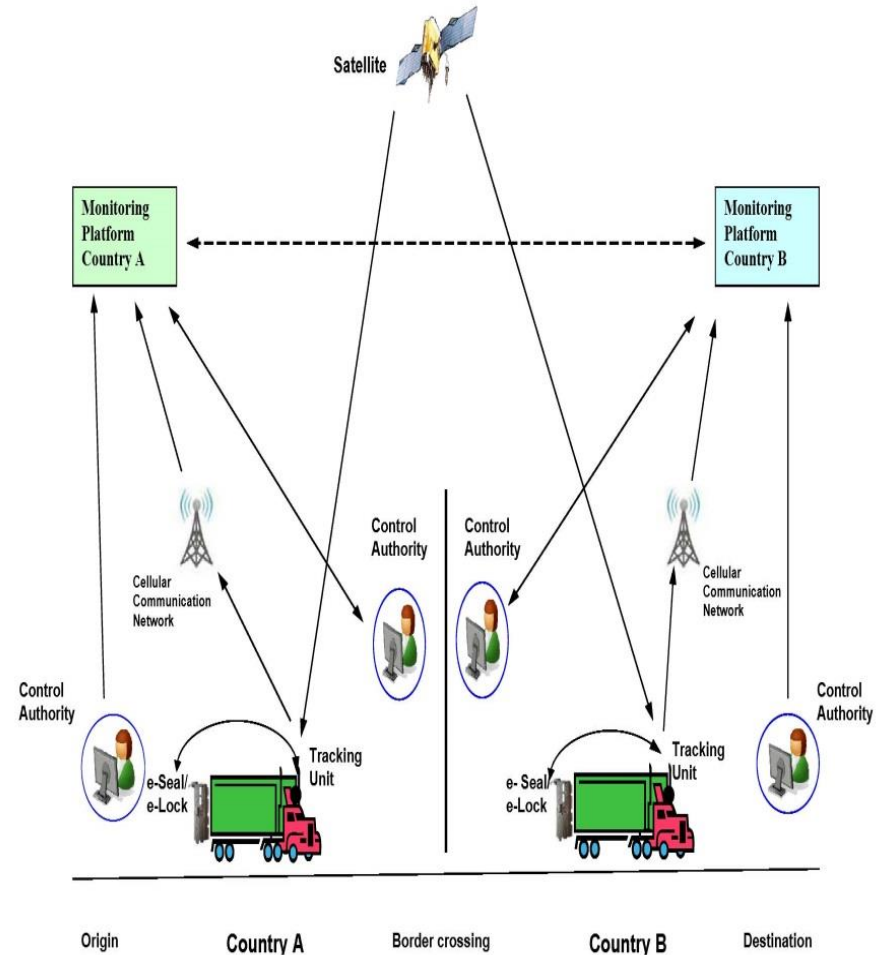 Satellite
Monitoring
Platform
Country A
Monitoring
Platform
Country B
Control
Authority
Control
Authority
Cellular
Communication
Network
Cellular
Communication
Network
Control
Authority
Control
Authority
e-Seal/
e-Lock
Tracking
Unit
e- Seal/
e-Lock
Tracking
Unit
Origin
Country A
Border crossing
Country B
Destination